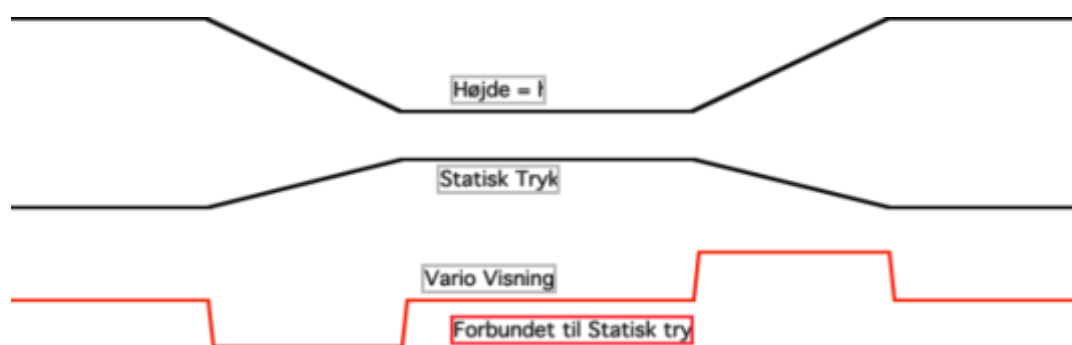 Højde =
Statisk Tryk
Vario Visning
Forbundet til Statisk try